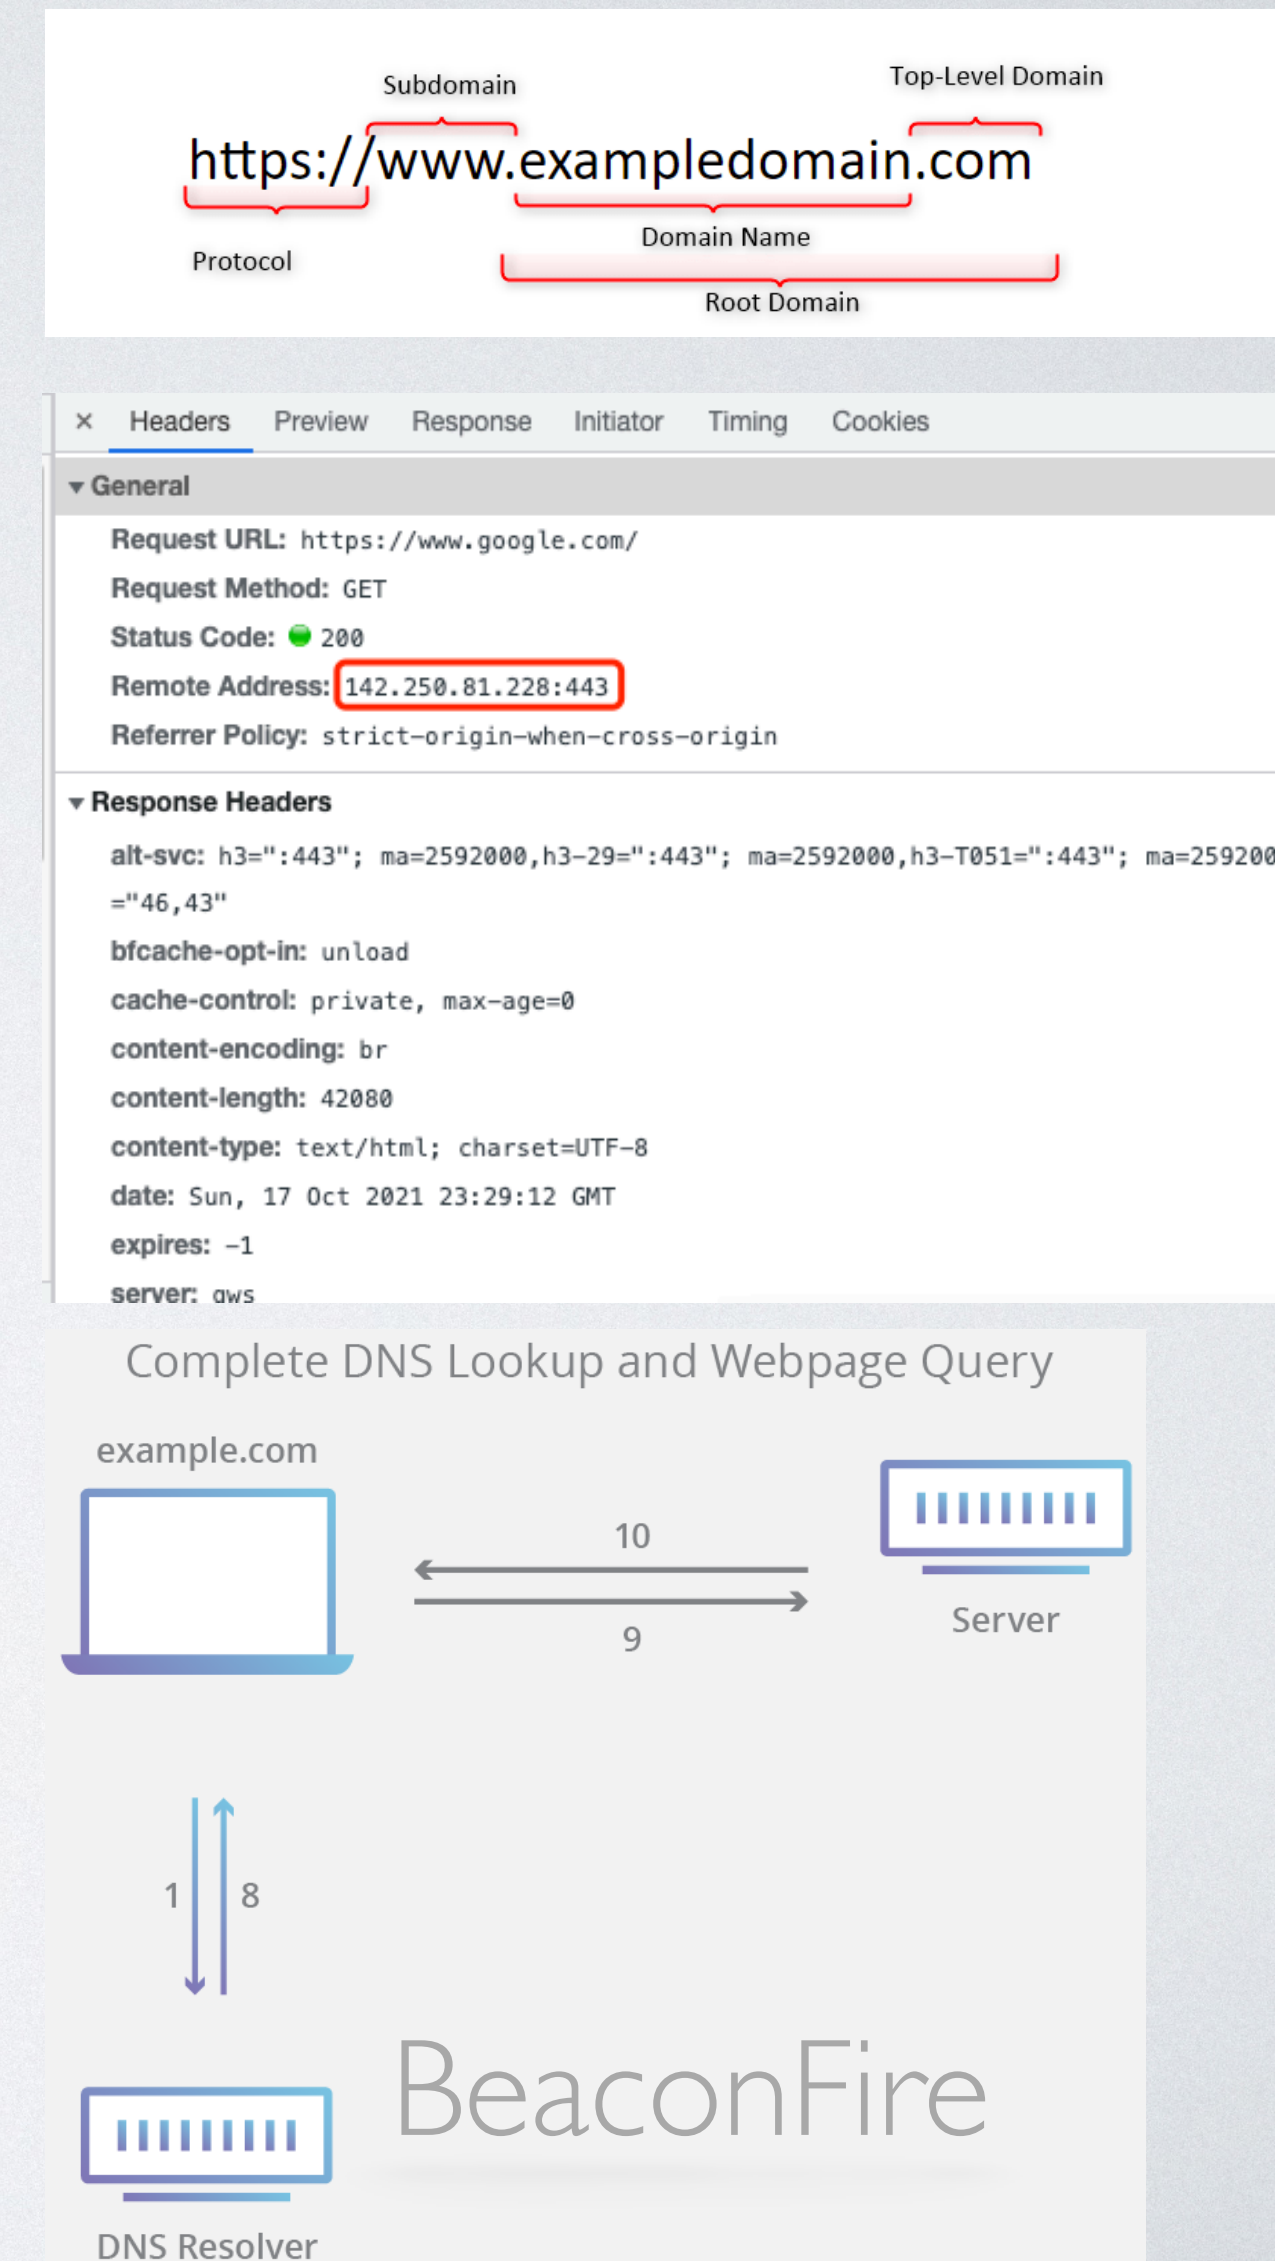 Subdomain
Top-Level Domain
https://www.exampledomain.com
Domain Name
Protocol
Root Domain
× Headers Preview Response Initiator Timing Cookies
▼ General
Request URL: https://www.google.com/
Request Method: GET
Status Code: 200
Remote Address: 142.250.81.228:443
Referrer Policy: strict-origin-when-cross-origin
▼ Response Headers
alt-svc: h3=":443"; ma=2592000,h3-29=":443"; ma=2592000,h3-T051=":443"; ma=259200
="46,43"
bfcache-opt-in: unload
cache-control: private, max-age=0
content-encoding: br
content-length: 42080
content-type: text/html; charset=UTF-8
date: Sun, 17 Oct 2021 23:29:12 GMT
expires: -1
server: gws
Complete DNS Lookup and Webpage Query
example.com
10
9
Server
1
8
BeaconFire
DNS Resolver